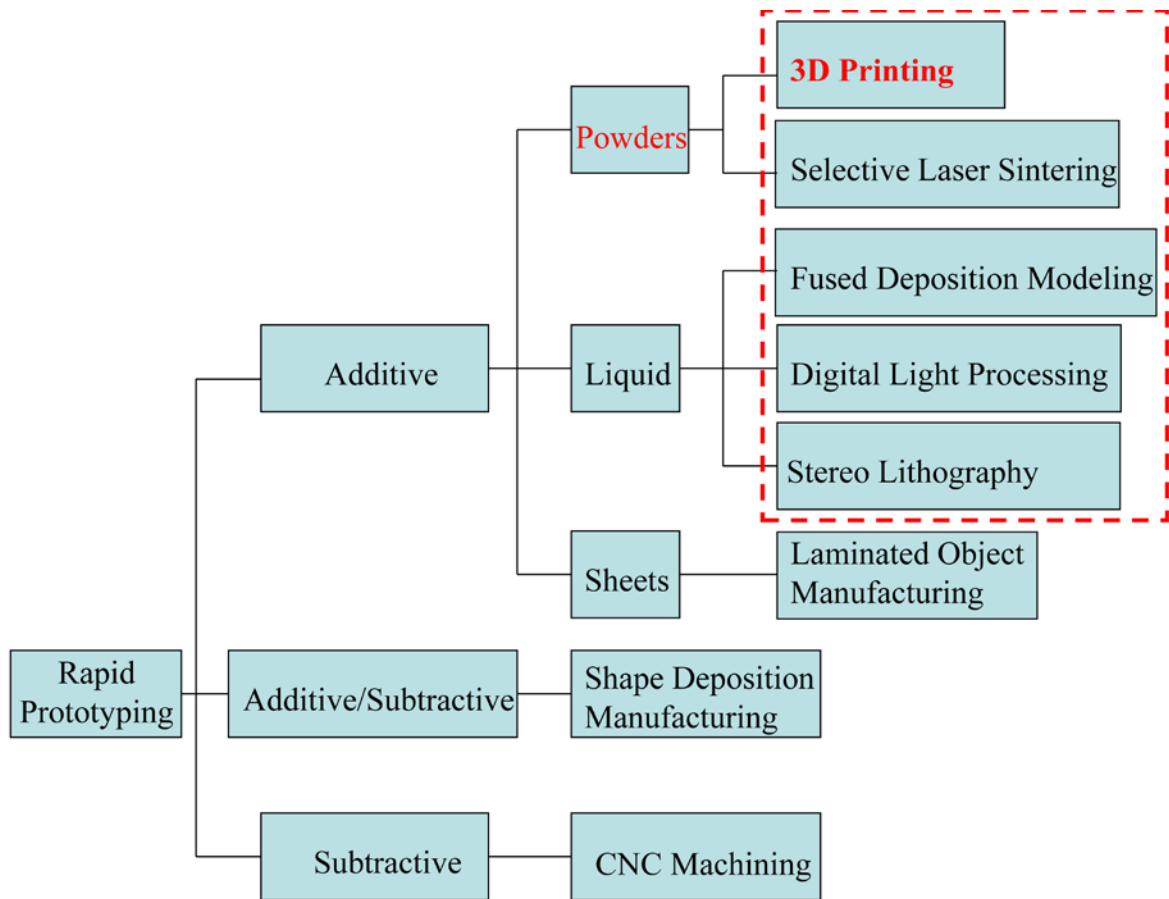 3D Printing
Powders
Selective Laser Sintering
Fused Deposition Modeling
Additive
Liquid
Digital Light Processing
Stereo Lithography
Sheets
Laminated Object
Manufacturing
Rapid
Prototyping
Additive/Subtractive
Shape Deposition
Manufacturing
Subtractive
CNC Machining